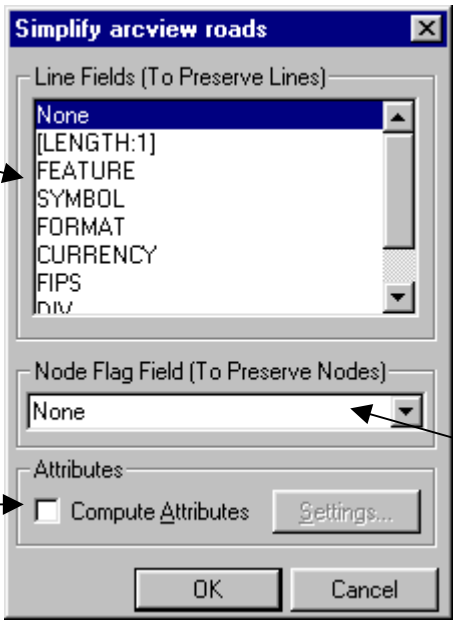 Simplify arcview roads
Line Fields (To Preserve Lines)
None
[LENGTH:1]
FEATURE
SYMBOL
FORMAT
CURRENCY
FIPS
DIV
Node Flag Field (To Preserve Nodes)
None
Attributes
Compute Attributes Settings...
OK Cancel